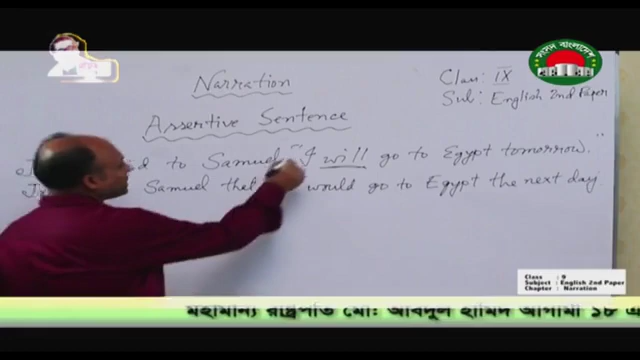 সংসদ বাংলাদেশ
Narration
Class: IX
Sub: English 2nd Paper
Assertive Sentence
to Samuel "I will go to Egypt tomorrow."
Samuel that would go to Egypt the next day.
Class : 9
Subject : English 2nd Paper
Chapter : Narration
মহামান্য রাষ্ট্রপতি মো: আবদুল হামিদ আগামী ১৮ এ